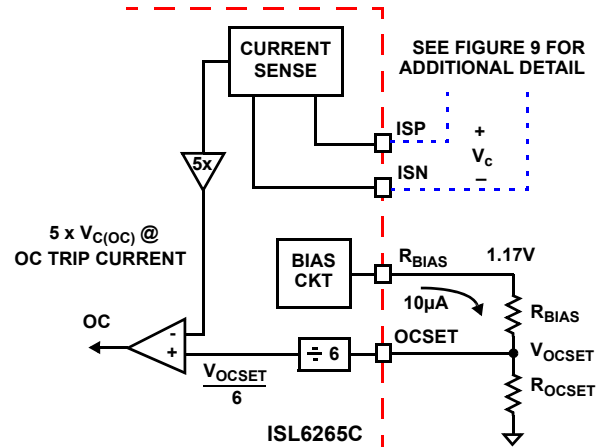 CURRENT
SENSE
SEE FIGURE 9 FOR
ADDITIONAL DETAIL
ISP
+
Vc
–
ISN
5x
5 x VC(OC) @
OC TRIP CURRENT
BIAS
CKT
RBIAS
1.17V
10µA
RBIAS
OC
-
+
VOCSET
6
÷ 6
OCSET
VOCSET
ROCSET
ISL6265C